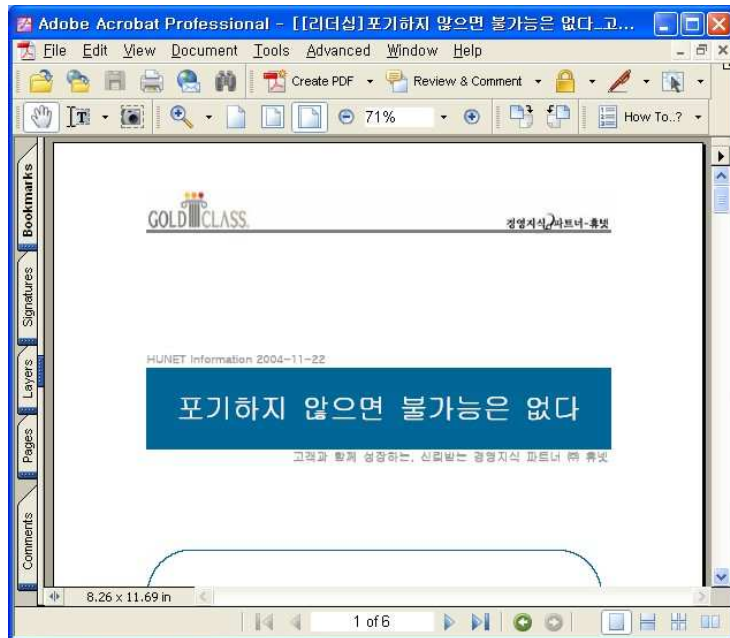 Adobe Acrobat Professional - [[리더십]포기하지 않으면 불가능은 없다_고...
File Edit View Document Tools Advanced Window Help
Create PDF Review & Comment
71% How To..?
Bookmarks
Signatures
Layers
Pages
Comments
GOLD CLASS. 경영지식 파트너-휴넷
HUNET Information 2004-11-22
포기하지 않으면 불가능은 없다
고객과 함께 성장하는, 신뢰받는 경영지식 파트너 ㈜ 휴넷
8.26 x 11.69 in
1 of 6